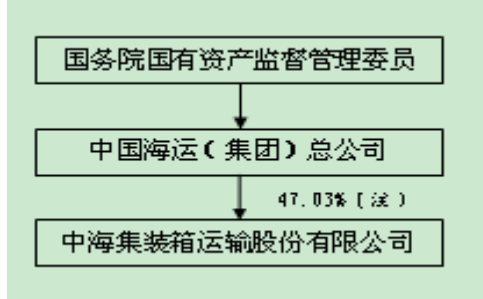 国务院国有资产监督管理委员
中国海运(集团)总公司
47.03% (注)
中海集装箱运输股份有限公司